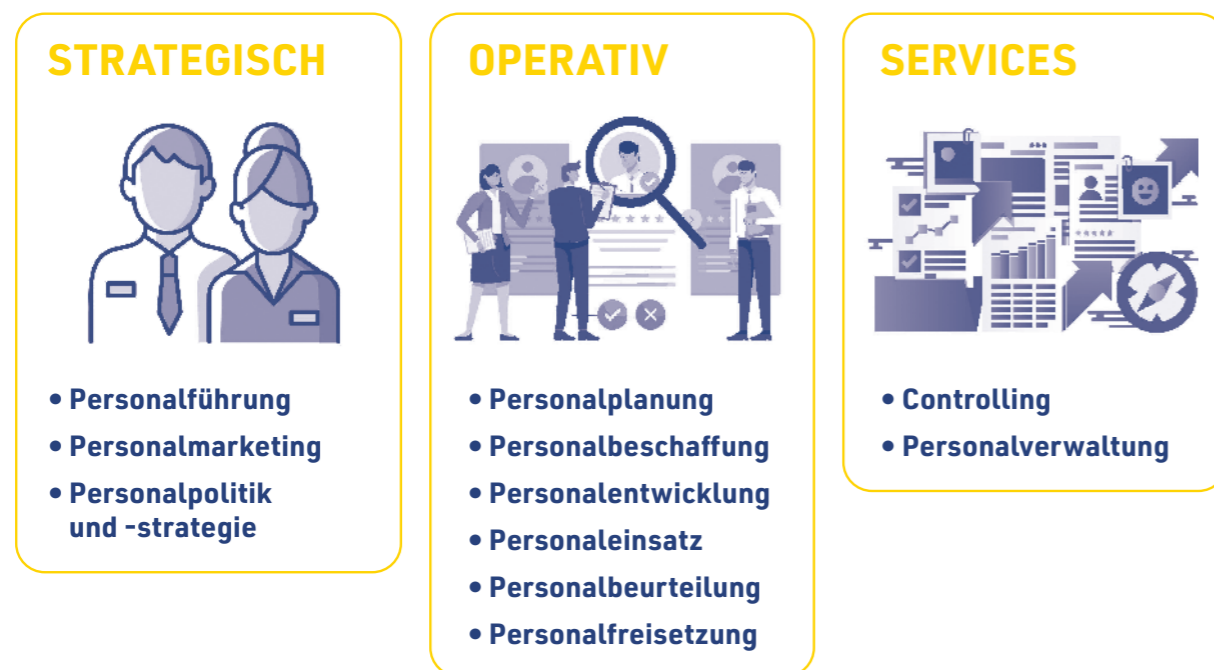 STRATEGISCH
• Personalführung
• Personalmarketing
• Personalpolitik
und -strategie
OPERATIV
• Personalplanung
• Personalbeschaffung
• Personalentwicklung
• Personaleinsatz
• Personalbeurteilung
• Personalfreisetzung
SERVICES
• Controlling
• Personalverwaltung